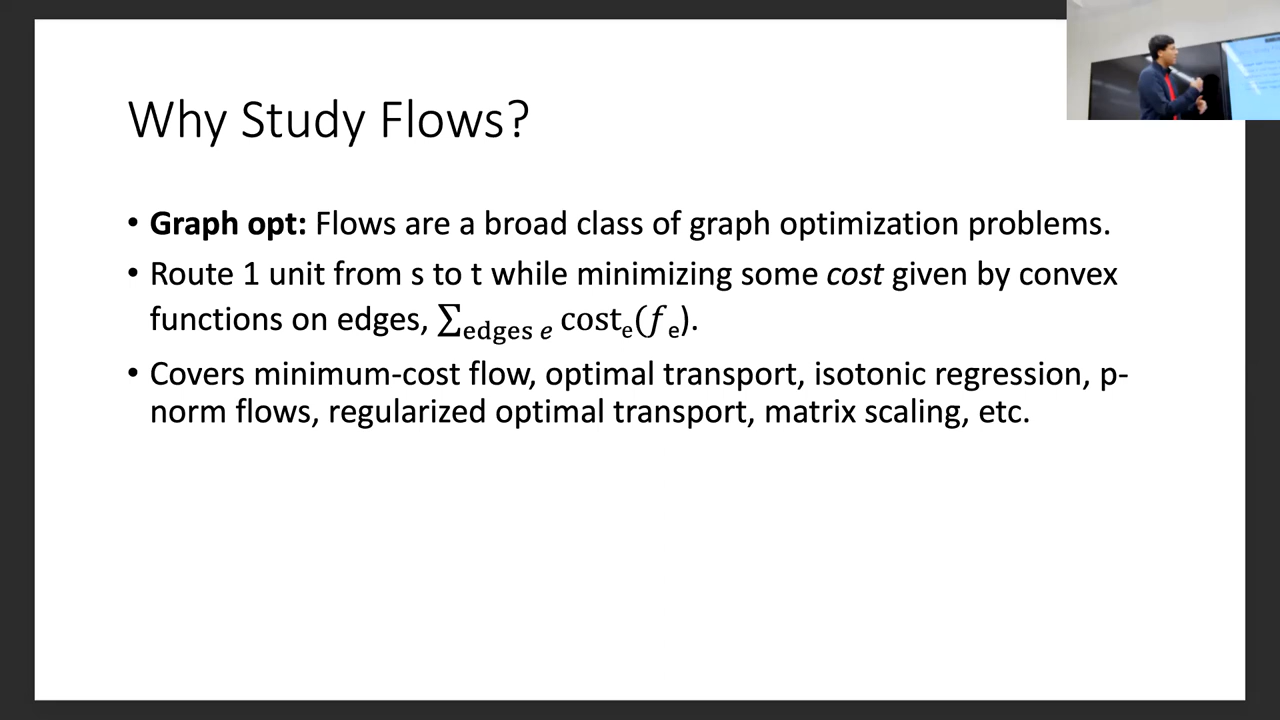 Why Study Flows?
• Graph opt: Flows are a broad class of graph optimization problems.
• Route 1 unit from s to t while minimizing some cost given by convex
functions on edges, ∑edges e coste(fe).
• Covers minimum-cost flow, optimal transport, isotonic regression, p-
norm flows, regularized optimal transport, matrix scaling, etc.